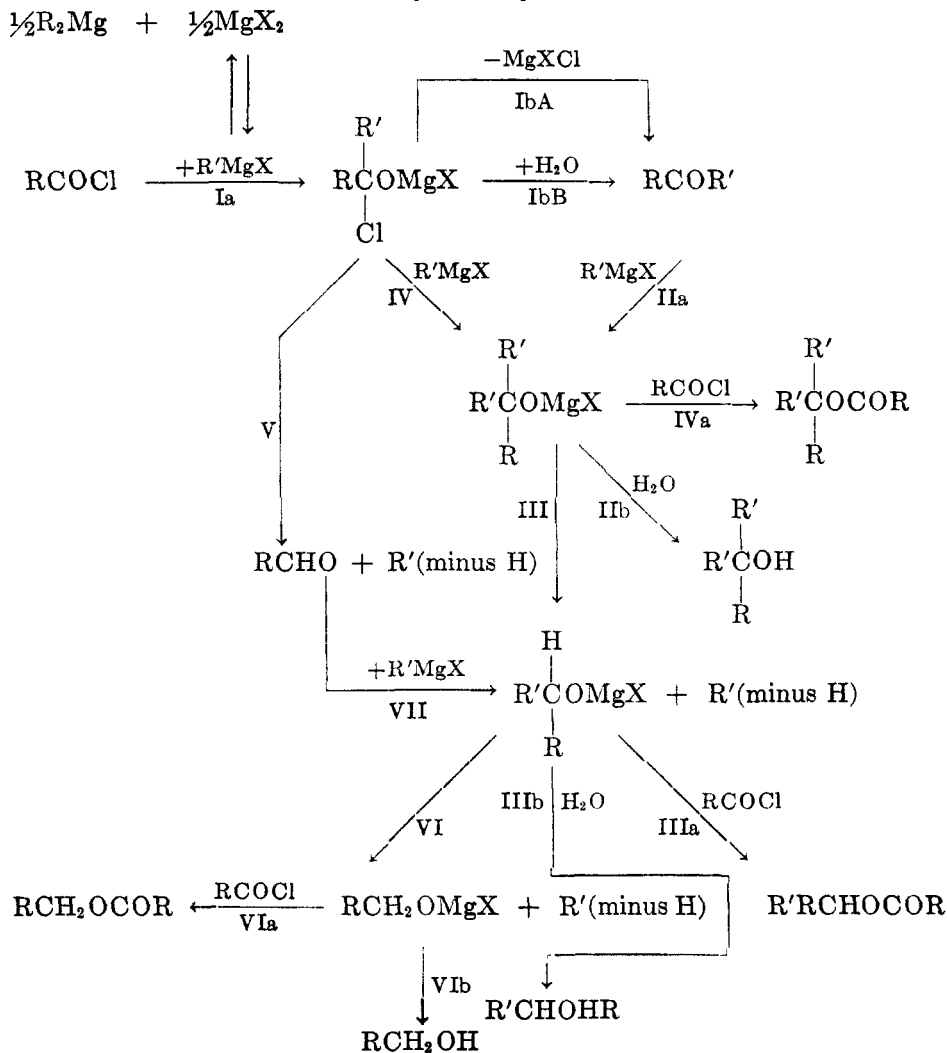 ½R₂Mg + ½MgX₂
−MgXCl
IbA
R'
RCOCl +R'MgX RCOMgX +H₂O RCOR'
Ia IbB
Cl
R'MgX R'MgX
IV IIa
R'
R'COMgX RCOCl R'COCOR
IVa
R'
R R
V
III
H₂O
IIb
R'
R'COH
R
RCHO + R'(minus H)
H
+R'MgX R'COMgX + R'(minus H)
VII
R
VI IIIb H₂O RCOCl
IIIa
RCH₂OCOR RCOCl RCH₂OMgX + R'(minus H) R'RCHOCOR
VIa
VIb
R'CHOHR
RCH₂OH